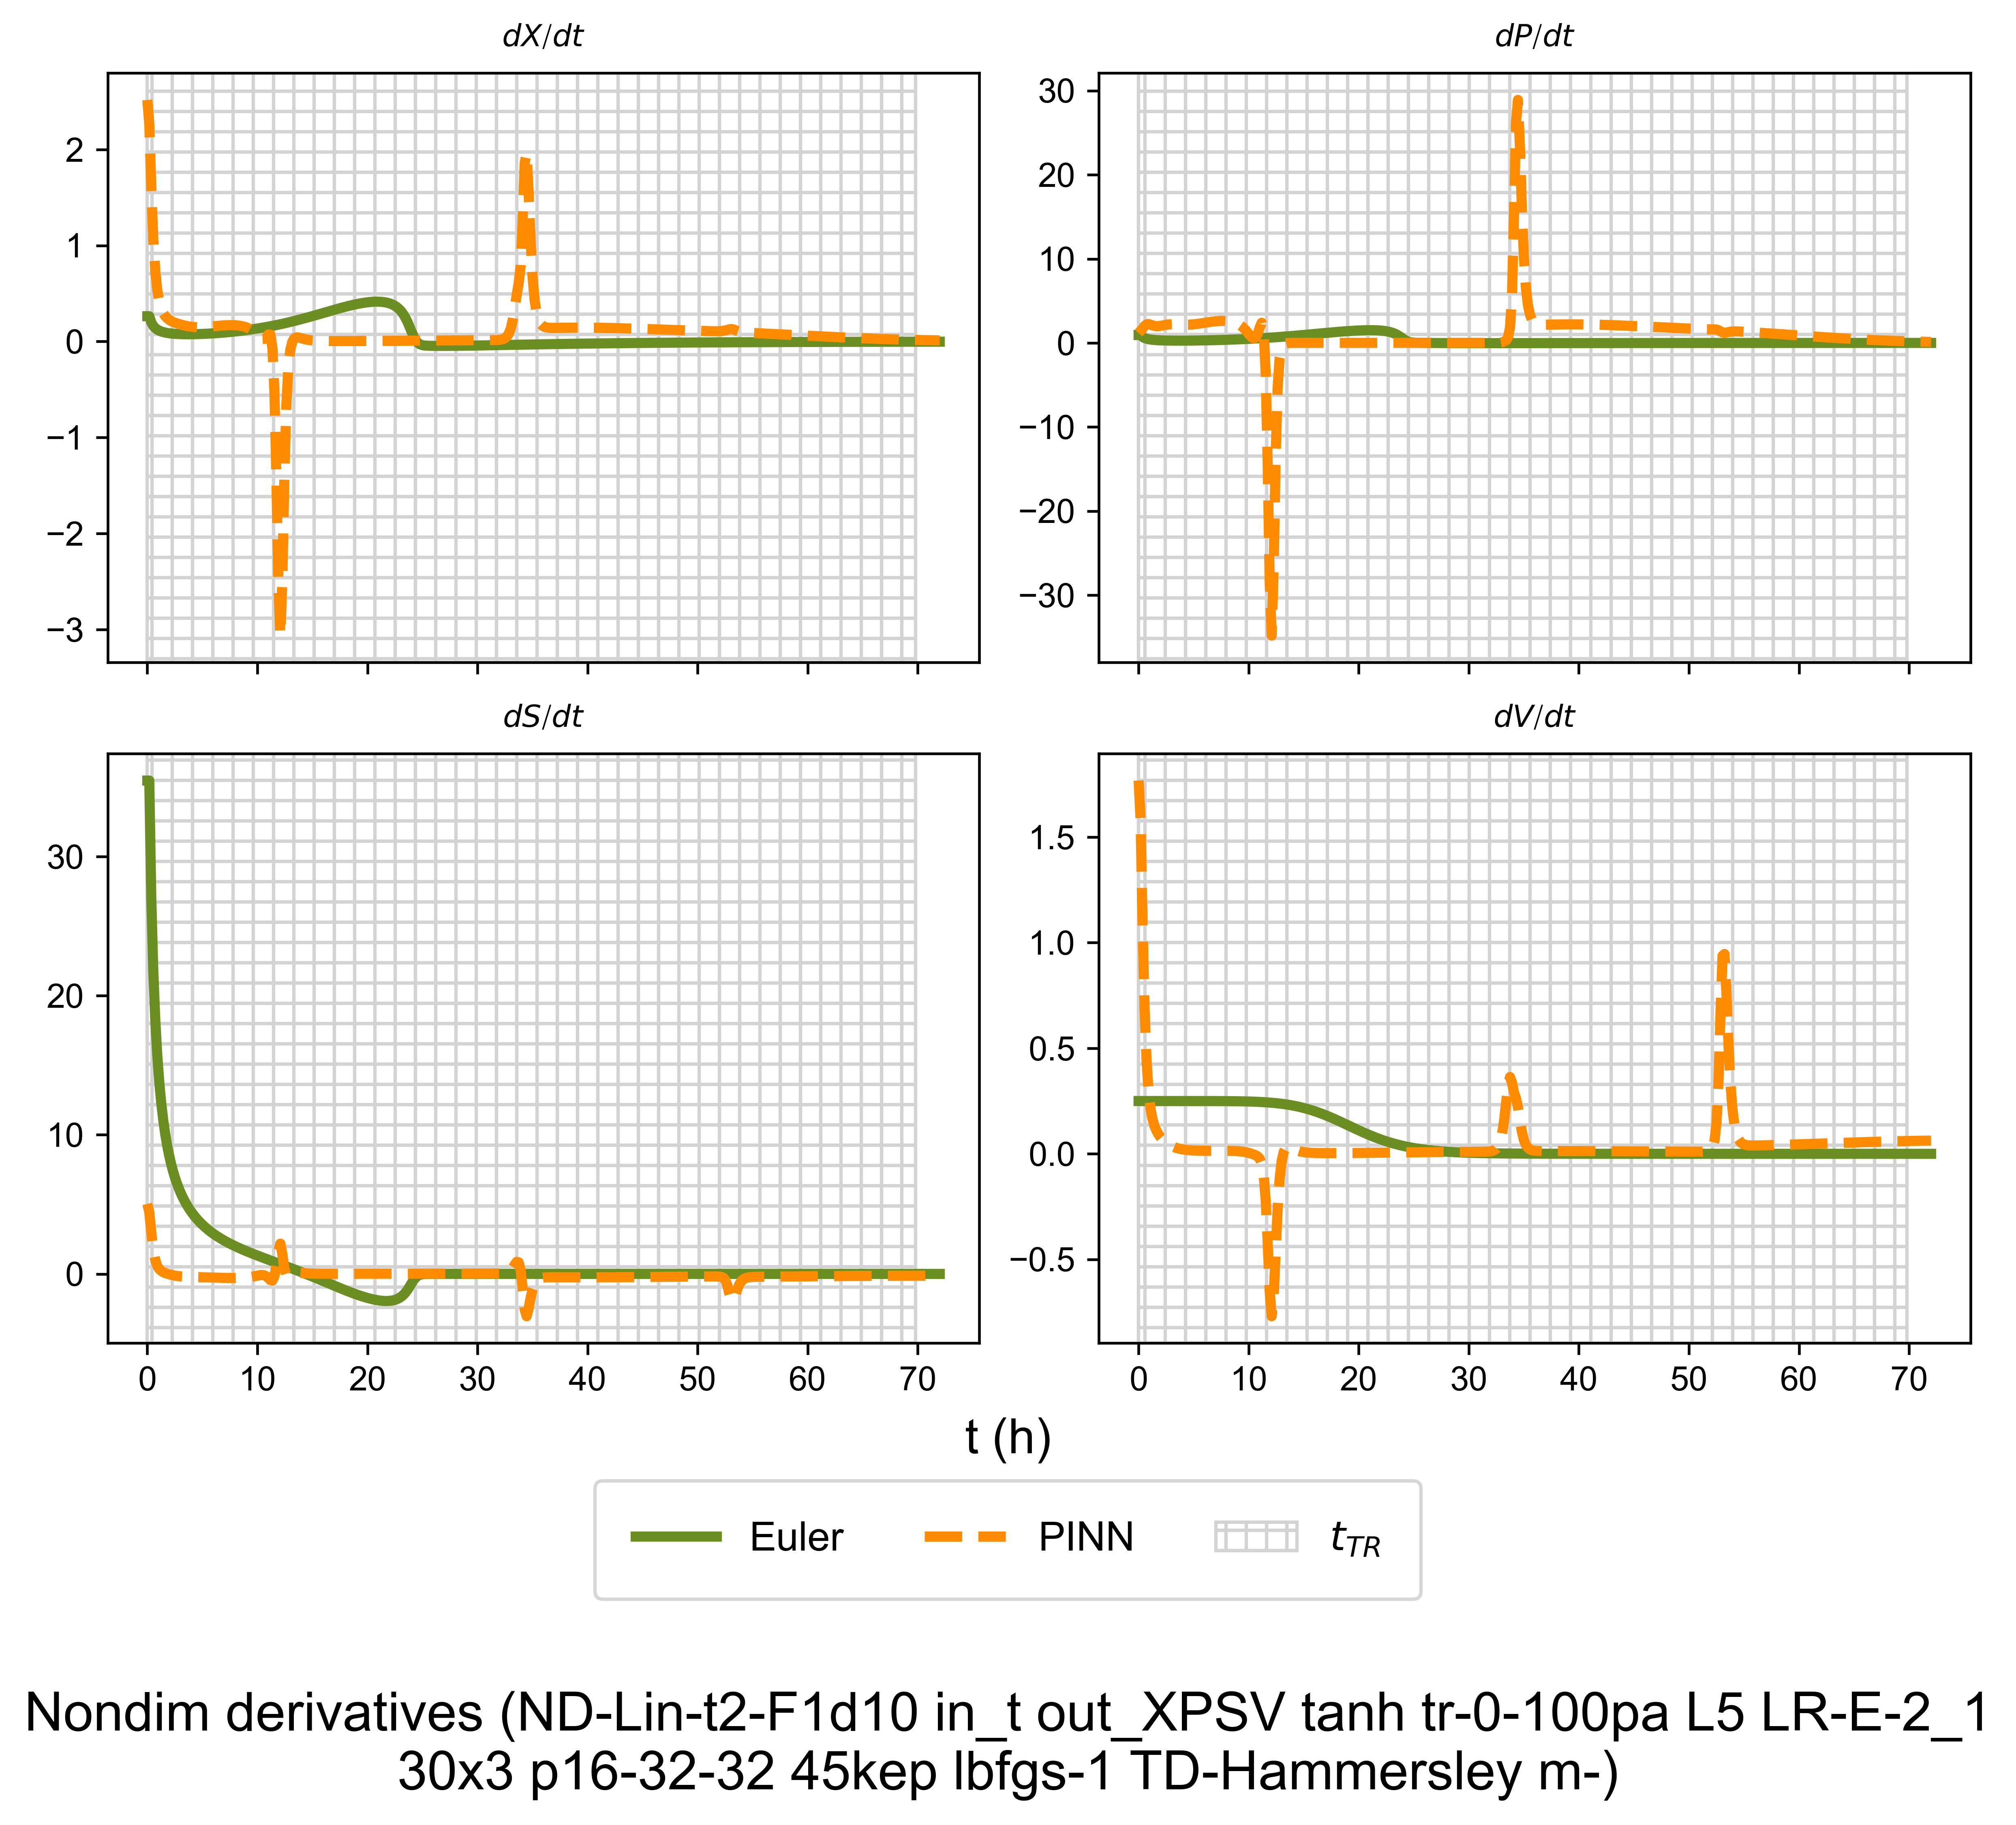 dX/dt
dP/dt
2
1
0
−1
−2
−3
30
20
10
0
−10
−20
−30
dS/dt
dV/dt
30
20
10
0
1.5
1.0
0.5
0.0
−0.5
0 10 20 30 40 50 60 70
0 10 20 30 40 50 60 70
t (h)
Euler PINN t_TR
Nondim derivatives (ND-Lin-t2-F1d10 in_t out_XPSV tanh tr-0-100pa L5 LR-E-2_1
30x3 p16-32-32 45kep lbfgs-1 TD-Hammersley m-)